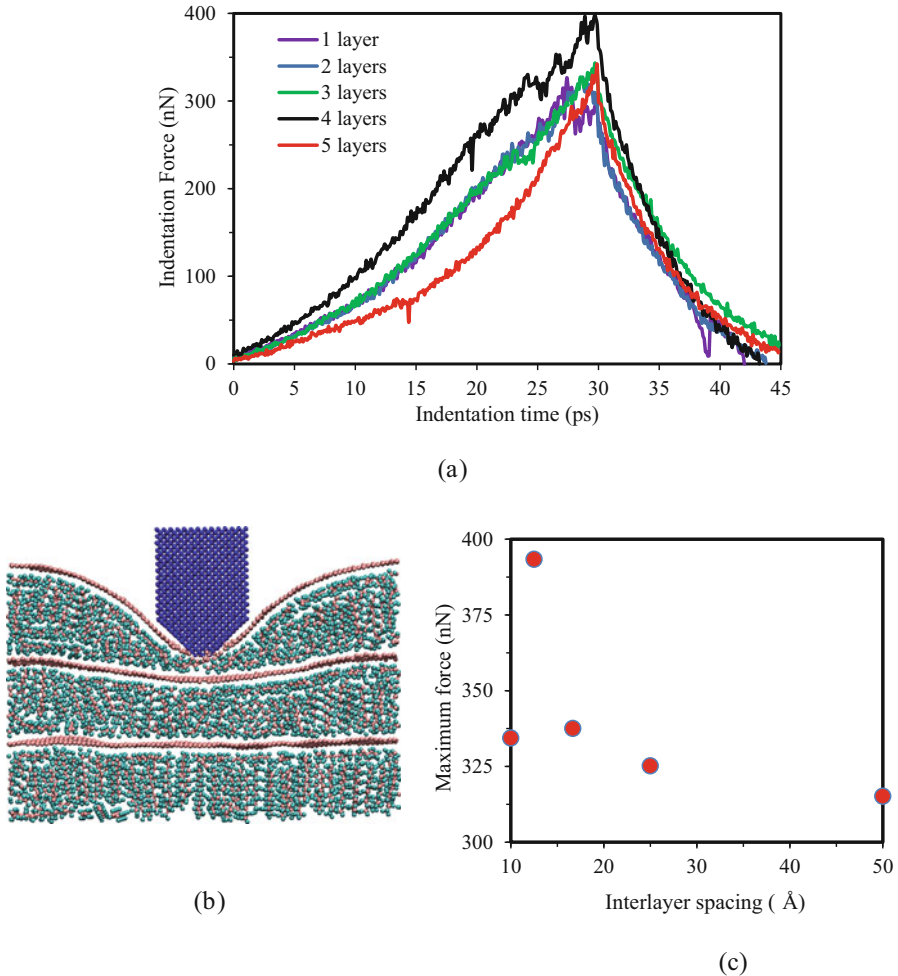 400
300
200
100
0
Indentation Force (nN)
1 layer
2 layers
3 layers
4 layers
5 layers
0 5 10 15 20 25 30 35 40 45
Indentation time (ps)
(a)
(b)
400
375
350
325
300
Maximum force (nN)
10 20 30 40 50
Interlayer spacing ( Å)
(c)